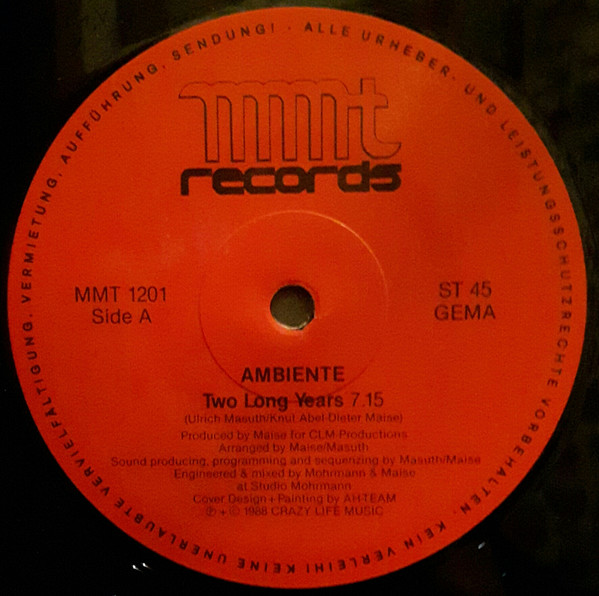 ALLE URHEBER- UND LEISTUNGSSCHUTZRECHTE VORBEHALTEN. KEIN VERLEIH! KEINE UNERLAUBTE VERVIELFÄLTIGUNG, VERMIETUNG, AUFFÜHRUNG, SENDUNG! ·
mmt
records
MMT 1201
Side A
ST 45
GEMA
AMBIENTE
Two Long Years 7.15
(Ulrich Masuth/Knut Abel-Dieter Maise)
Produced by Maise for CLM-Productions
Arranged by Maise/Masuth
Sound producing, programming and sequenzing by Masuth/Maise
Engineered & mixed by Mohrmann & Maise
at Studio Mohrmann
Cover Design + Painting by AH-TEAM
℗ + © 1988 CRAZY LIFE MUSIC